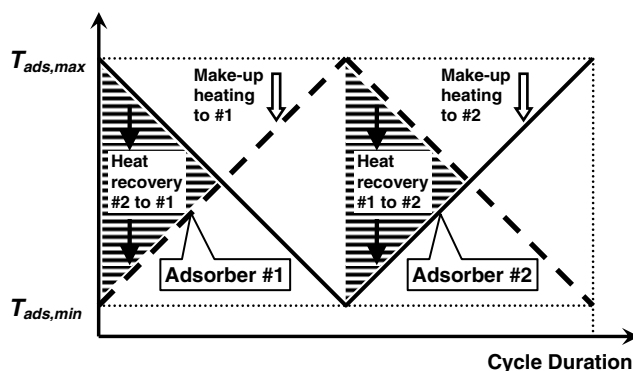 T_ads,max
Make-up
heating
to #1
Make-up
heating
to #2
Heat
recovery
#2 to #1
Heat
recovery
#1 to #2
Adsorber #1
Adsorber #2
T_ads,min
Cycle Duration